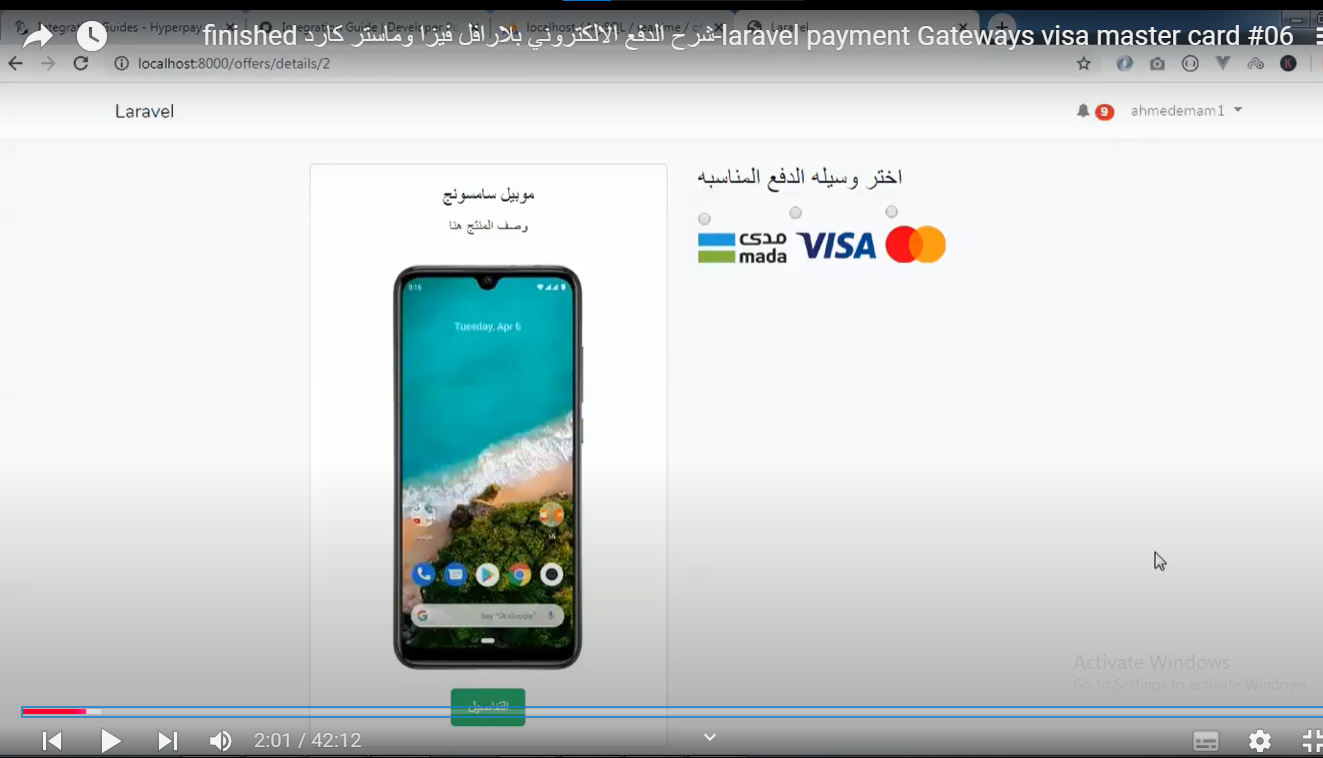 Integration Guides - Hyperpay
Integration Guide | Developer
localhost / MySQL / realtime /
Laravel
شرح الدفع الالكتروني بلارافل فيزا وماستر كارد finished-laravel payment Gateways visa master card #06
localhost:8000/offers/details/2
Laravel
9
ahmedemam1
موبيل سامسونج
وصف المنتج هنا
اختر وسيله الدفع المناسبه
مدى
mada
VISA
9:16
Tuesday, Apr 6
Say "Ok Google"
التفاصيل
Activate Windows
Go to Settings to activate Windows.
2:01 / 42:12